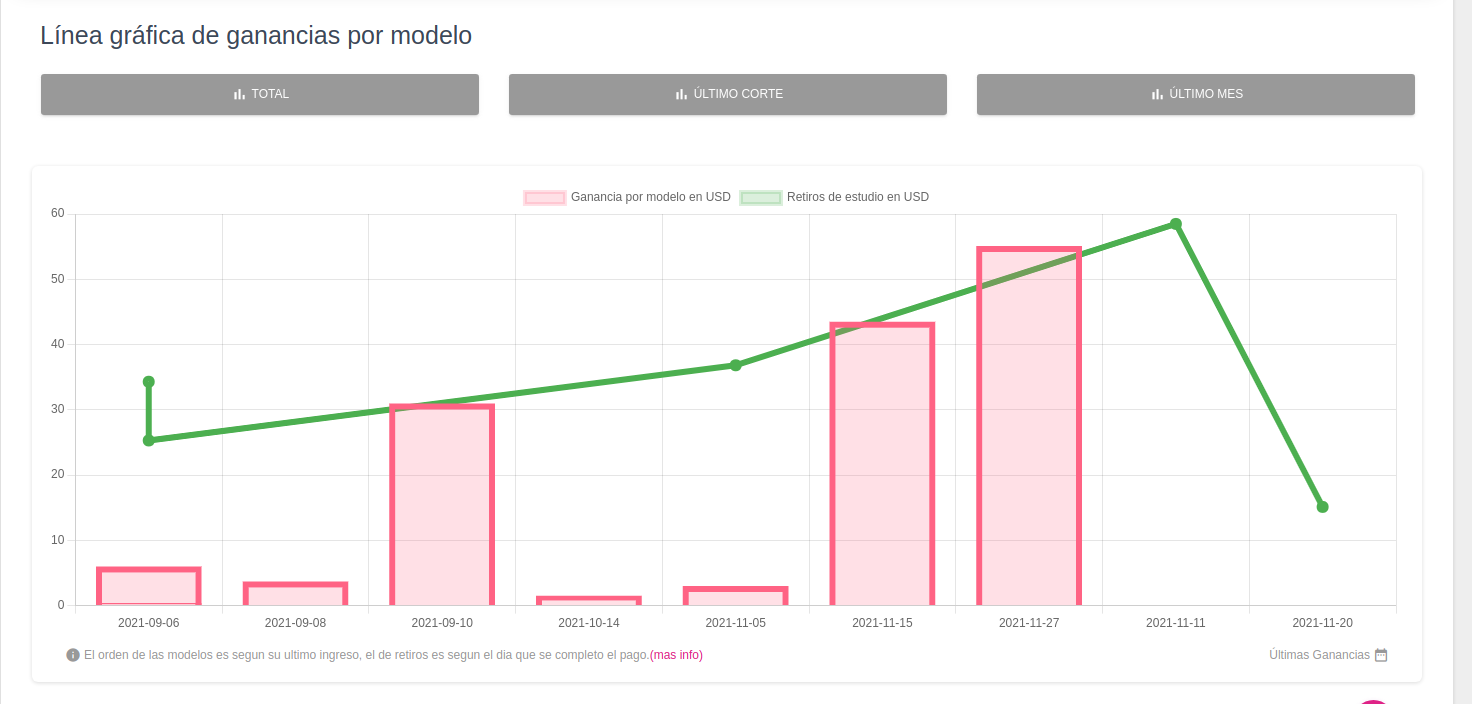 Línea gráfica de ganancias por modelo
TOTAL
ÚLTIMO CORTE
ÚLTIMO MES
Ganancia por modelo en USD
Retiros de estudio en USD
60
50
40
30
20
10
0
2021-09-06
2021-09-08
2021-09-10
2021-10-14
2021-11-05
2021-11-15
2021-11-27
2021-11-11
2021-11-20
El orden de las modelos es segun su ultimo ingreso, el de retiros es segun el dia que se completo el pago.(mas info)
Últimas Ganancias